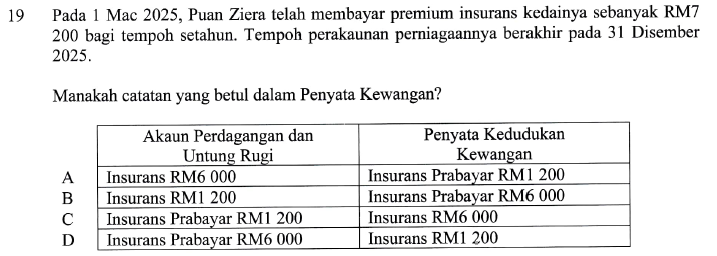 19 Pada 1 Mac 2025, Puan Ziera telah membayar premium insurans kedainya sebanyak RM7
200 bagi tempoh setahun. Tempoh perakaunan perniagaannya berakhir pada 31 Disember
2025.
Manakah catatan yang betul dalam Penyata Kewangan?
Akaun Perdagangan dan Untung Rugi Penyata Kedudukan Kewangan
A Insurans RM6 000 Insurans Prabayar RM1 200
B Insurans RM1 200 Insurans Prabayar RM6 000
C Insurans Prabayar RM1 200 Insurans RM6 000
D Insurans Prabayar RM6 000 Insurans RM1 200